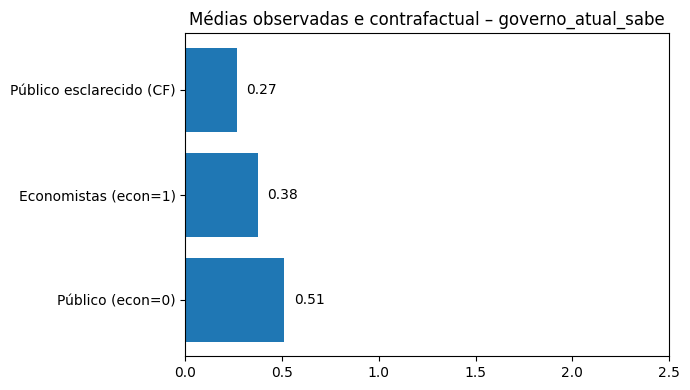 Médias observadas e contrafactual – governo_atual_sabe
Público esclarecido (CF)
0.27
Economistas (econ=1)
0.38
Público (econ=0)
0.51
0.0 0.5 1.0 1.5 2.0 2.5